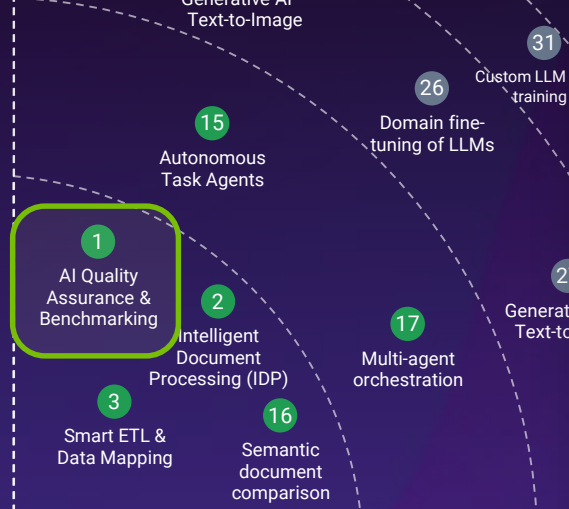 Generative AI
Text-to-Image
31
Custom LLM
training
26
Domain fine-
tuning of LLMs
15
Autonomous
Task Agents
1
AI Quality
Assurance &
Benchmarking
2
Intelligent
Document
Processing (IDP)
17
Multi-agent
orchestration
3
Smart ETL &
Data Mapping
16
Semantic
document
comparison